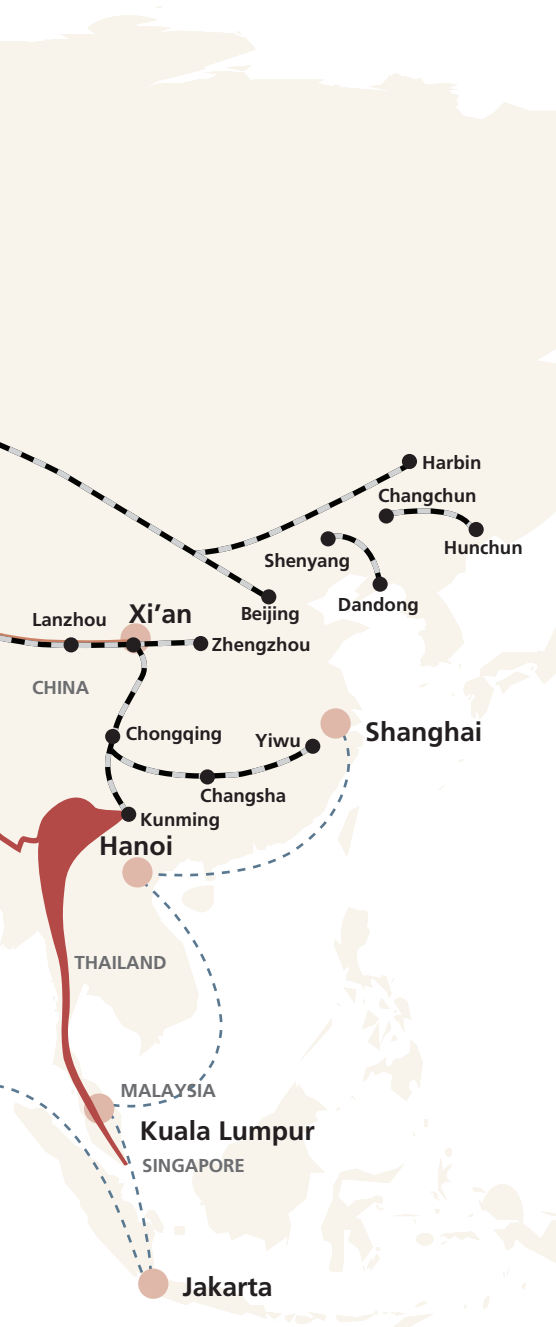 Harbin
Changchun
Hunchun
Shenyang
Dandong
Beijing
Xi’an
Lanzhou
Zhengzhou
CHINA
Shanghai
Chongqing
Yiwu
Changsha
Kunming
Hanoi
THAILAND
MALAYSIA
Kuala Lumpur
SINGAPORE
Jakarta